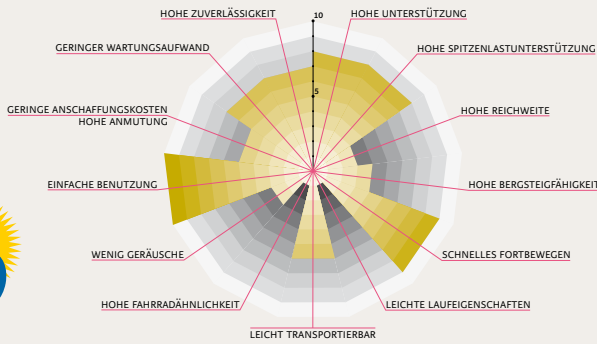 10
HOHE ZUVERLÄSSIGKEIT
HOHE UNTERSTÜTZUNG
GERINGER WARTUNGSAUFWAND
HOHE SPITZENLASTUNTERSTÜTZUNG
5
GERINGE ANSCHAFFUNGSKOSTEN
HOHE ANMUTUNG
HOHE REICHWEITE
EINFACHE BENUTZUNG
HOHE BERGSTEIGFÄHIGKEIT
WENIG GERÄUSCHE
SCHNELLES FORTBEWEGEN
HOHE FAHRRADÄHNLICHKEIT
LEICHTE LAUFEIGENSCHAFTEN
LEICHT TRANSPORTIERBAR